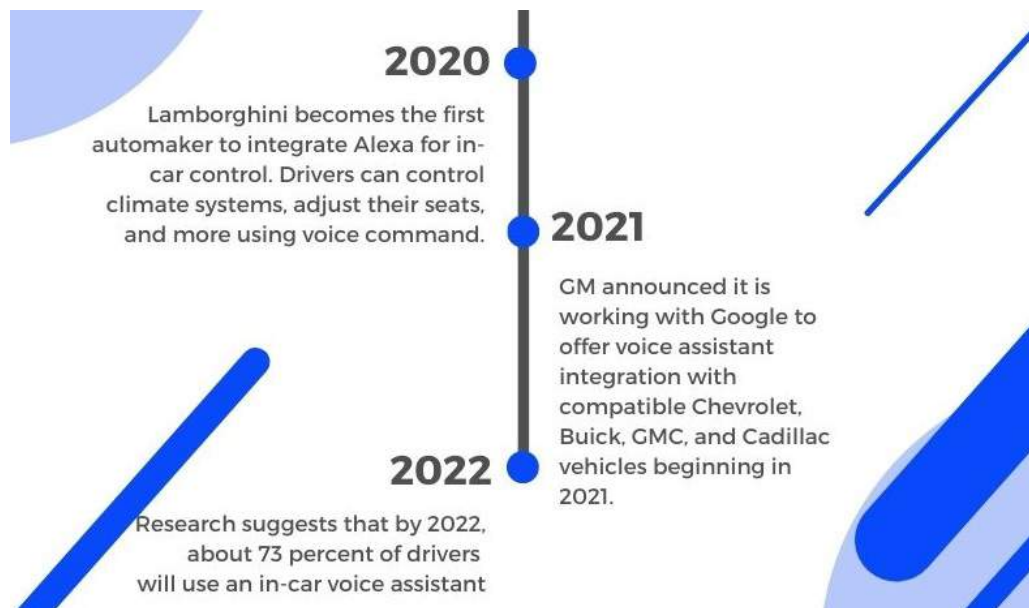 2020
Lamborghini becomes the first
automaker to integrate Alexa for in-
car control. Drivers can control
climate systems, adjust their seats,
and more using voice command.
2021
GM announced it is
working with Google to
offer voice assistant
integration with
compatible Chevrolet,
Buick, GMC, and Cadillac
vehicles beginning in
2021.
2022
Research suggests that by 2022,
about 73 percent of drivers
will use an in-car voice assistant